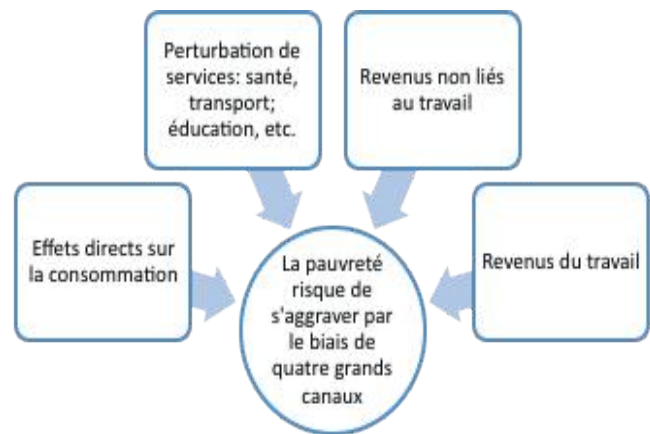 Perturbation de
services: santé,
transport;
éducation, etc.
Revenus non liés
au travail
Effets directs sur
la consommation
La pauvreté
risque de
s'aggraver par
le biais de
quatre grands
canaux
Revenus du travail